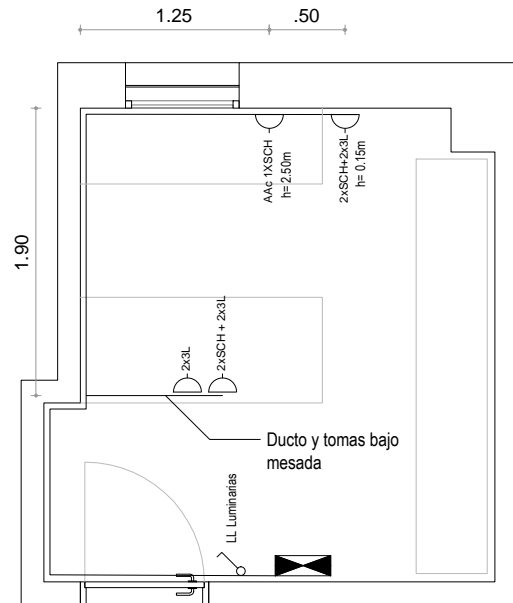 1.25
.50
AAc 1XSCH
h= 2.50m
2xSCH+2x3L
h= 0.15m
1.90
2x3L
2xSCH + 2x3L
Ducto y tomas bajo
mesada
LL Luminarias